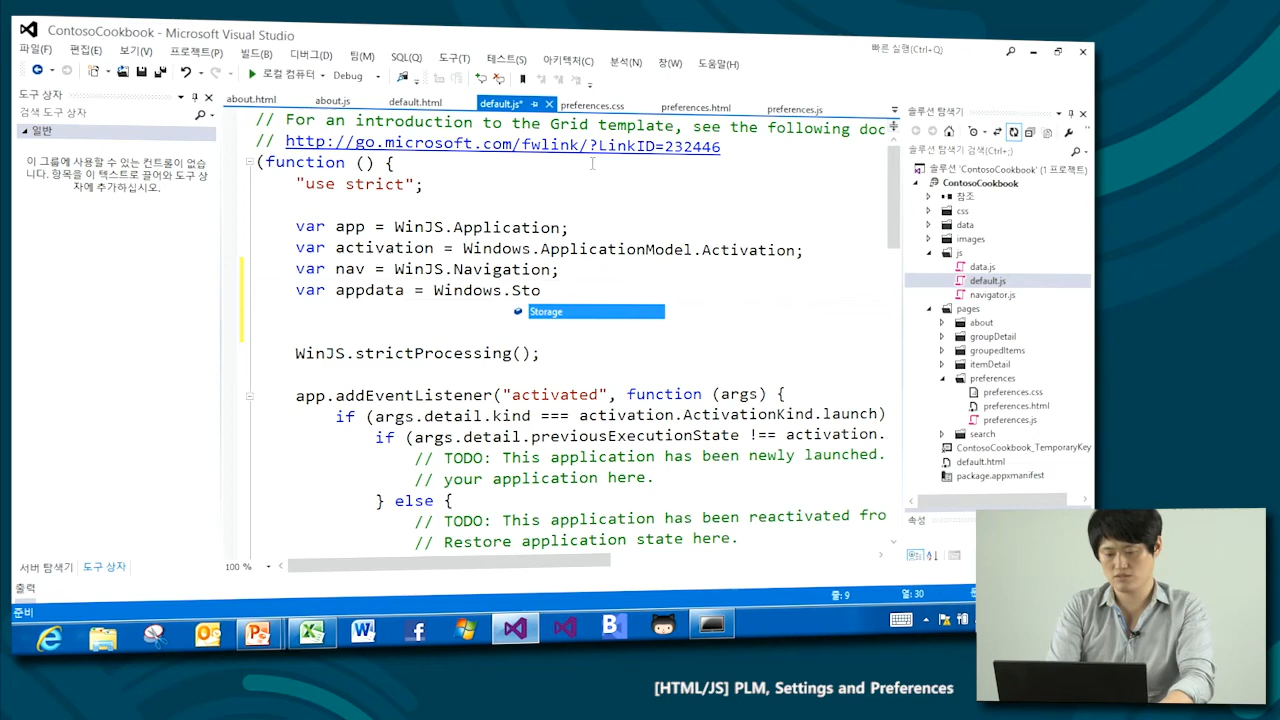 ContosoCookbook - Microsoft Visual Studio
빠른 실행(Ctrl+Q)
파일(F) 편집(E) 보기(V) 프로젝트(P) 빌드(B) 디버그(D) 팀(M) SQL(Q) 도구(T) 테스트(S) 아키텍처(C) 분석(N) 창(W) 도움말(H)
로컬 컴퓨터 Debug
도구 상자
검색 도구 상자
일반
이 그룹에 사용할 수 있는 컨트롤이 없습
니다. 항목을 이 텍스트로 끌어와 도구 상
자에 추가하십시오.
서버 탐색기 도구 상자
about.html about.js default.html default.js* preferences.css preferences.html preferences.js
// For an introduction to the Grid template, see the following doc
// http://go.microsoft.com/fwlink/?LinkID=232446
(function () {
"use strict";
var app = WinJS.Application;
var activation = Windows.ApplicationModel.Activation;
var nav = WinJS.Navigation;
var appdata = Windows.Sto
Storage
WinJS.strictProcessing();
app.addEventListener("activated", function (args) {
if (args.detail.kind === activation.ActivationKind.launch)
if (args.detail.previousExecutionState !== activation.
// TODO: This application has been newly launched.
// your application here.
} else {
// TODO: This application has been reactivated fro
// Restore application state here.
100 %
솔루션 탐색기
솔루션 탐색기 검색(Ctrl+;)
솔루션 'ContosoCookbook' (1 프로젝트)
ContosoCookbook
참조
css
data
images
js
data.js
default.js
navigator.js
pages
about
groupDetail
groupedItems
itemDetail
preferences
preferences.css
preferences.html
preferences.js
search
ContosoCookbook_TemporaryKey
default.html
package.appxmanifest
속성
출력
준비
줄: 9
열: 30
[HTML/JS] PLM, Settings and Preferences